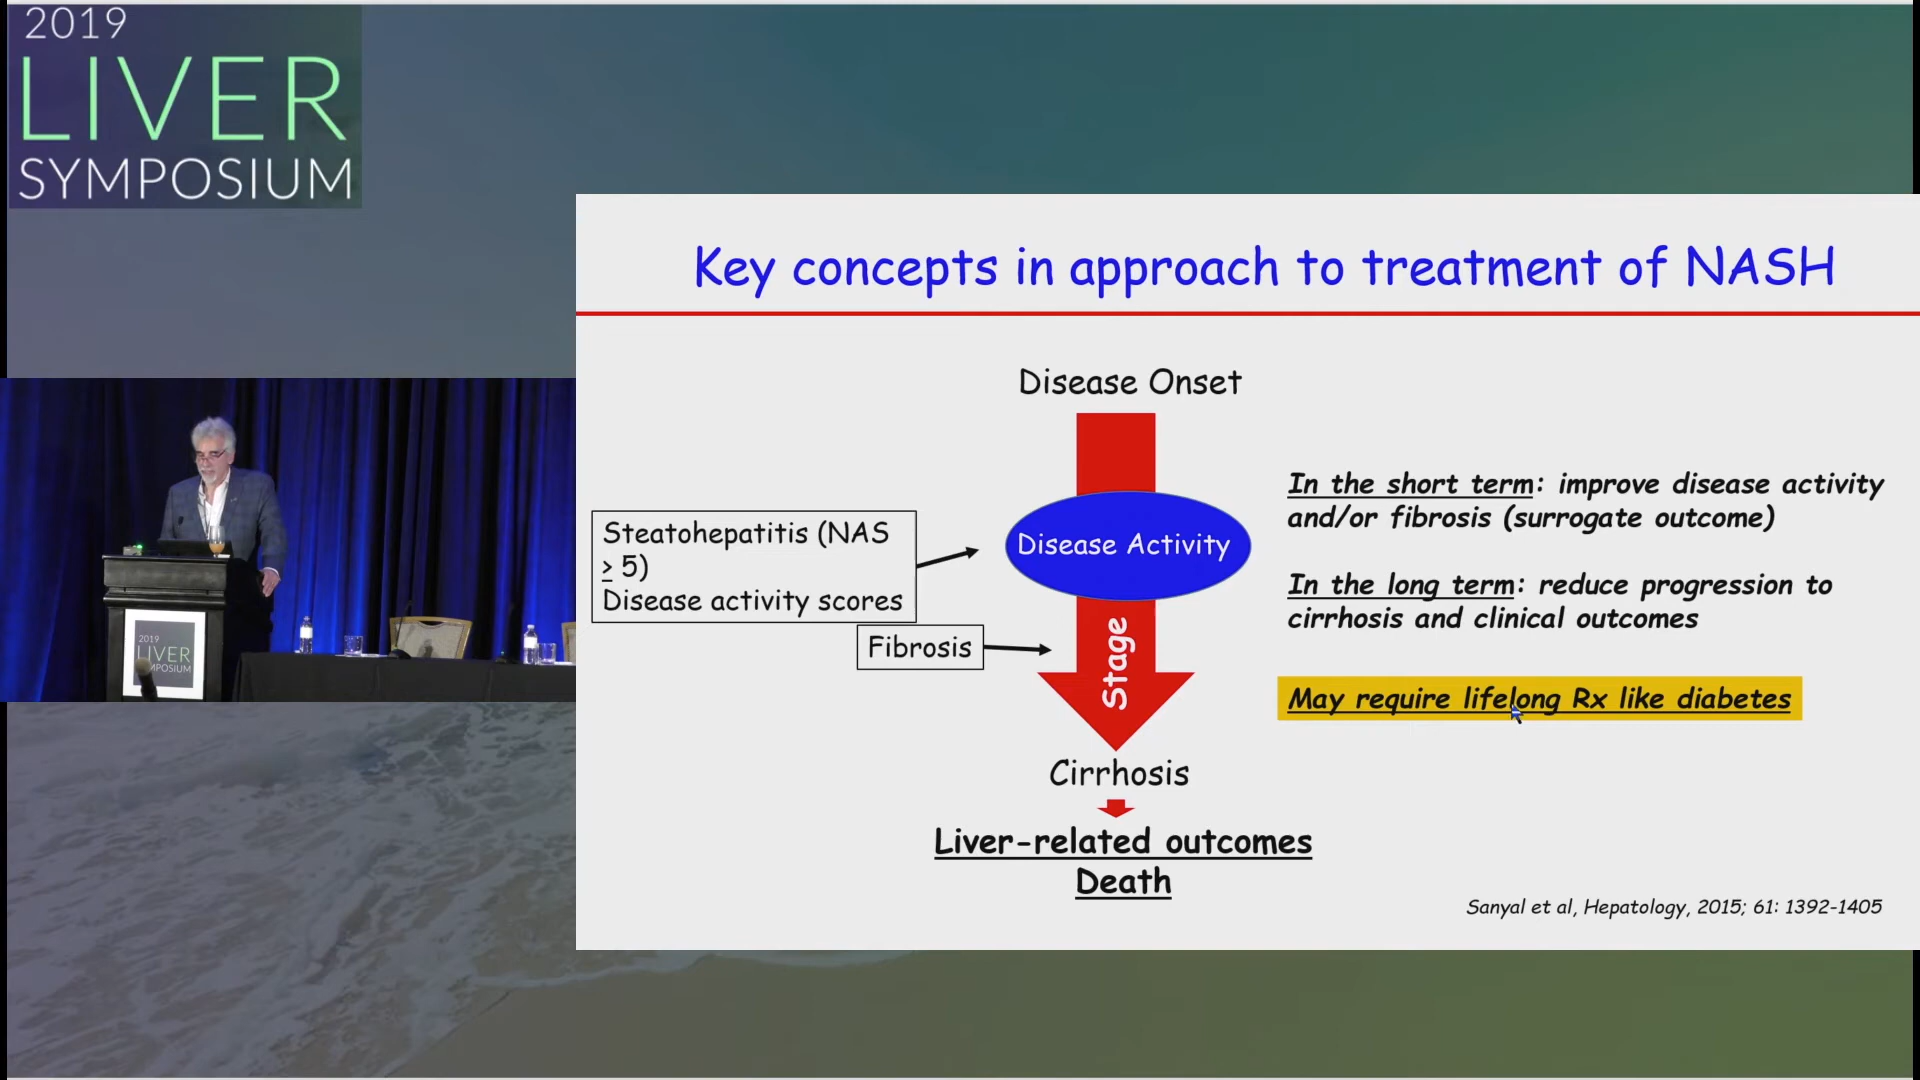 2019
LIVER
SYMPOSIUM
Key concepts in approach to treatment of NASH
Disease Onset
Steatohepatitis (NAS
≥ 5)
Disease activity scores
Disease Activity
Fibrosis
Stage
In the short term: improve disease activity
and/or fibrosis (surrogate outcome)
In the long term: reduce progression to
cirrhosis and clinical outcomes
May require lifelong Rx like diabetes
Cirrhosis
Liver-related outcomes
Death
Sanyal et al, Hepatology, 2015; 61: 1392-1405
2019
LIVER
MPOSIUM